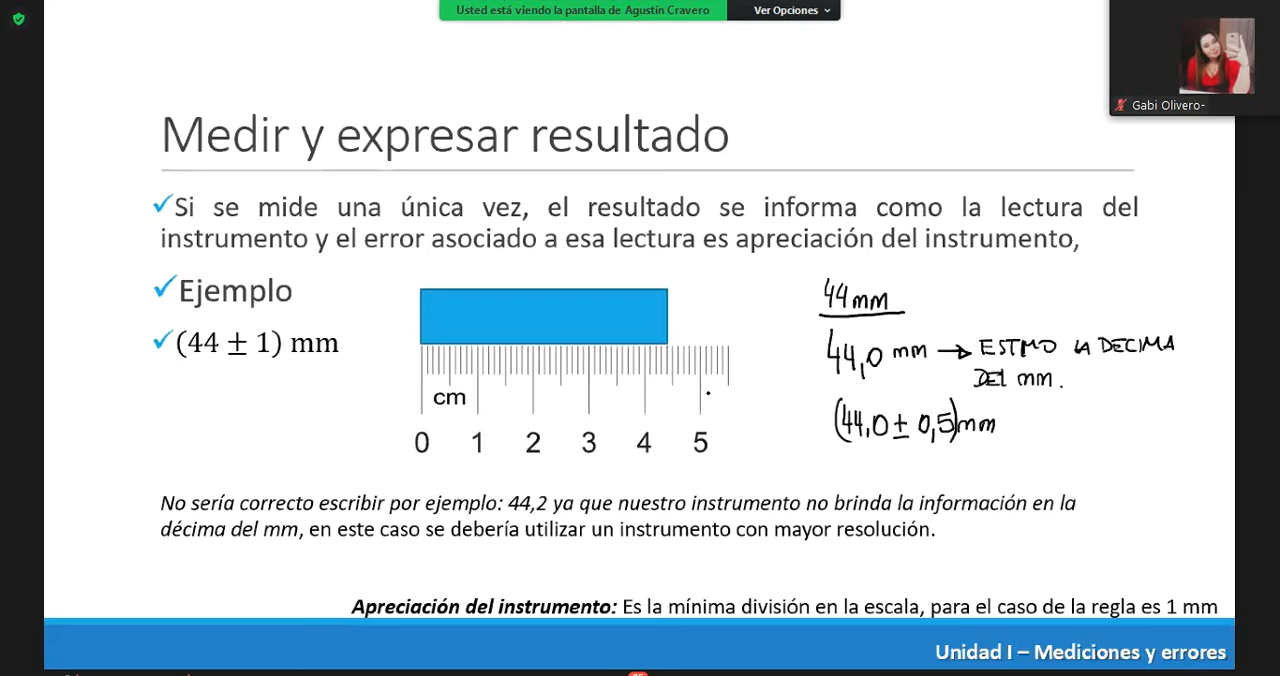 Usted está viendo la pantalla de Agustín Cravero
Ver Opciones
Gabi Olivero-
Medir y expresar resultado
Si se mide una única vez, el resultado se informa como la lectura del
instrumento y el error asociado a esa lectura es apreciación del instrumento,
Ejemplo
(44 ± 1) mm
cm
0 1 2 3 4 5
44 mm
44,0 mm → ESTMO LA DECIMA
DEL mm.
(44,0 ± 0,5) mm
No sería correcto escribir por ejemplo: 44,2 ya que nuestro instrumento no brinda la información en la
décima del mm, en este caso se debería utilizar un instrumento con mayor resolución.
Apreciación del instrumento: Es la mínima división en la escala, para el caso de la regla es 1 mm
Unidad I – Mediciones y errores